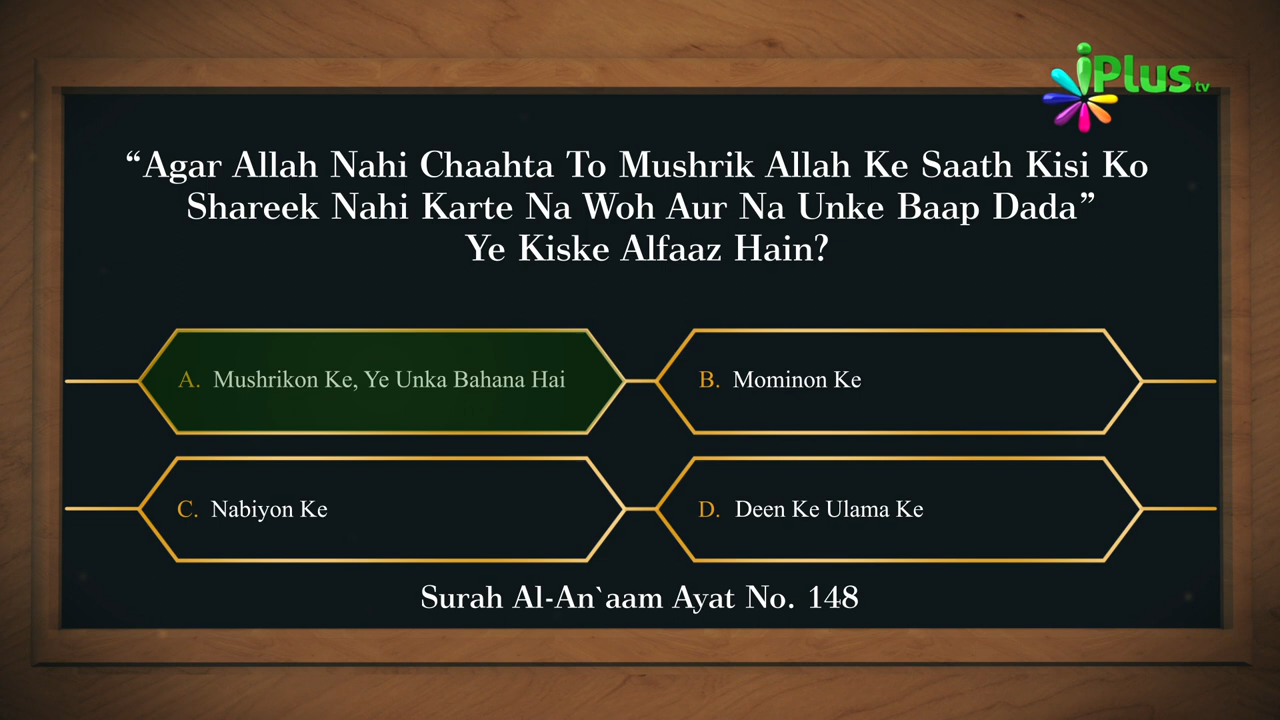 iPlus tv
“Agar Allah Nahi Chaahta To Mushrik Allah Ke Saath Kisi Ko
Shareek Nahi Karte Na Woh Aur Na Unke Baap Dada”
Ye Kiske Alfaaz Hain?
A. Mushrikon Ke, Ye Unka Bahana Hai
B. Mominon Ke
C. Nabiyon Ke
D. Deen Ke Ulama Ke
Surah Al-An`aam Ayat No. 148